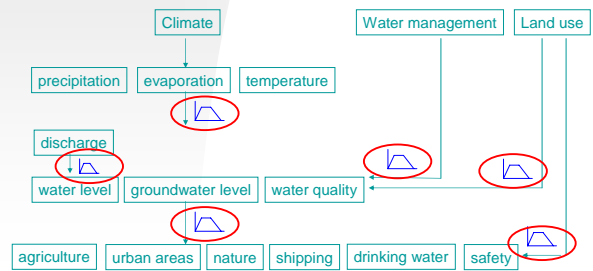 Climate
Water management
Land use
precipitation
evaporation
temperature
discharge
water level
groundwater level
water quality
agriculture
urban areas
nature
shipping
drinking water
safety